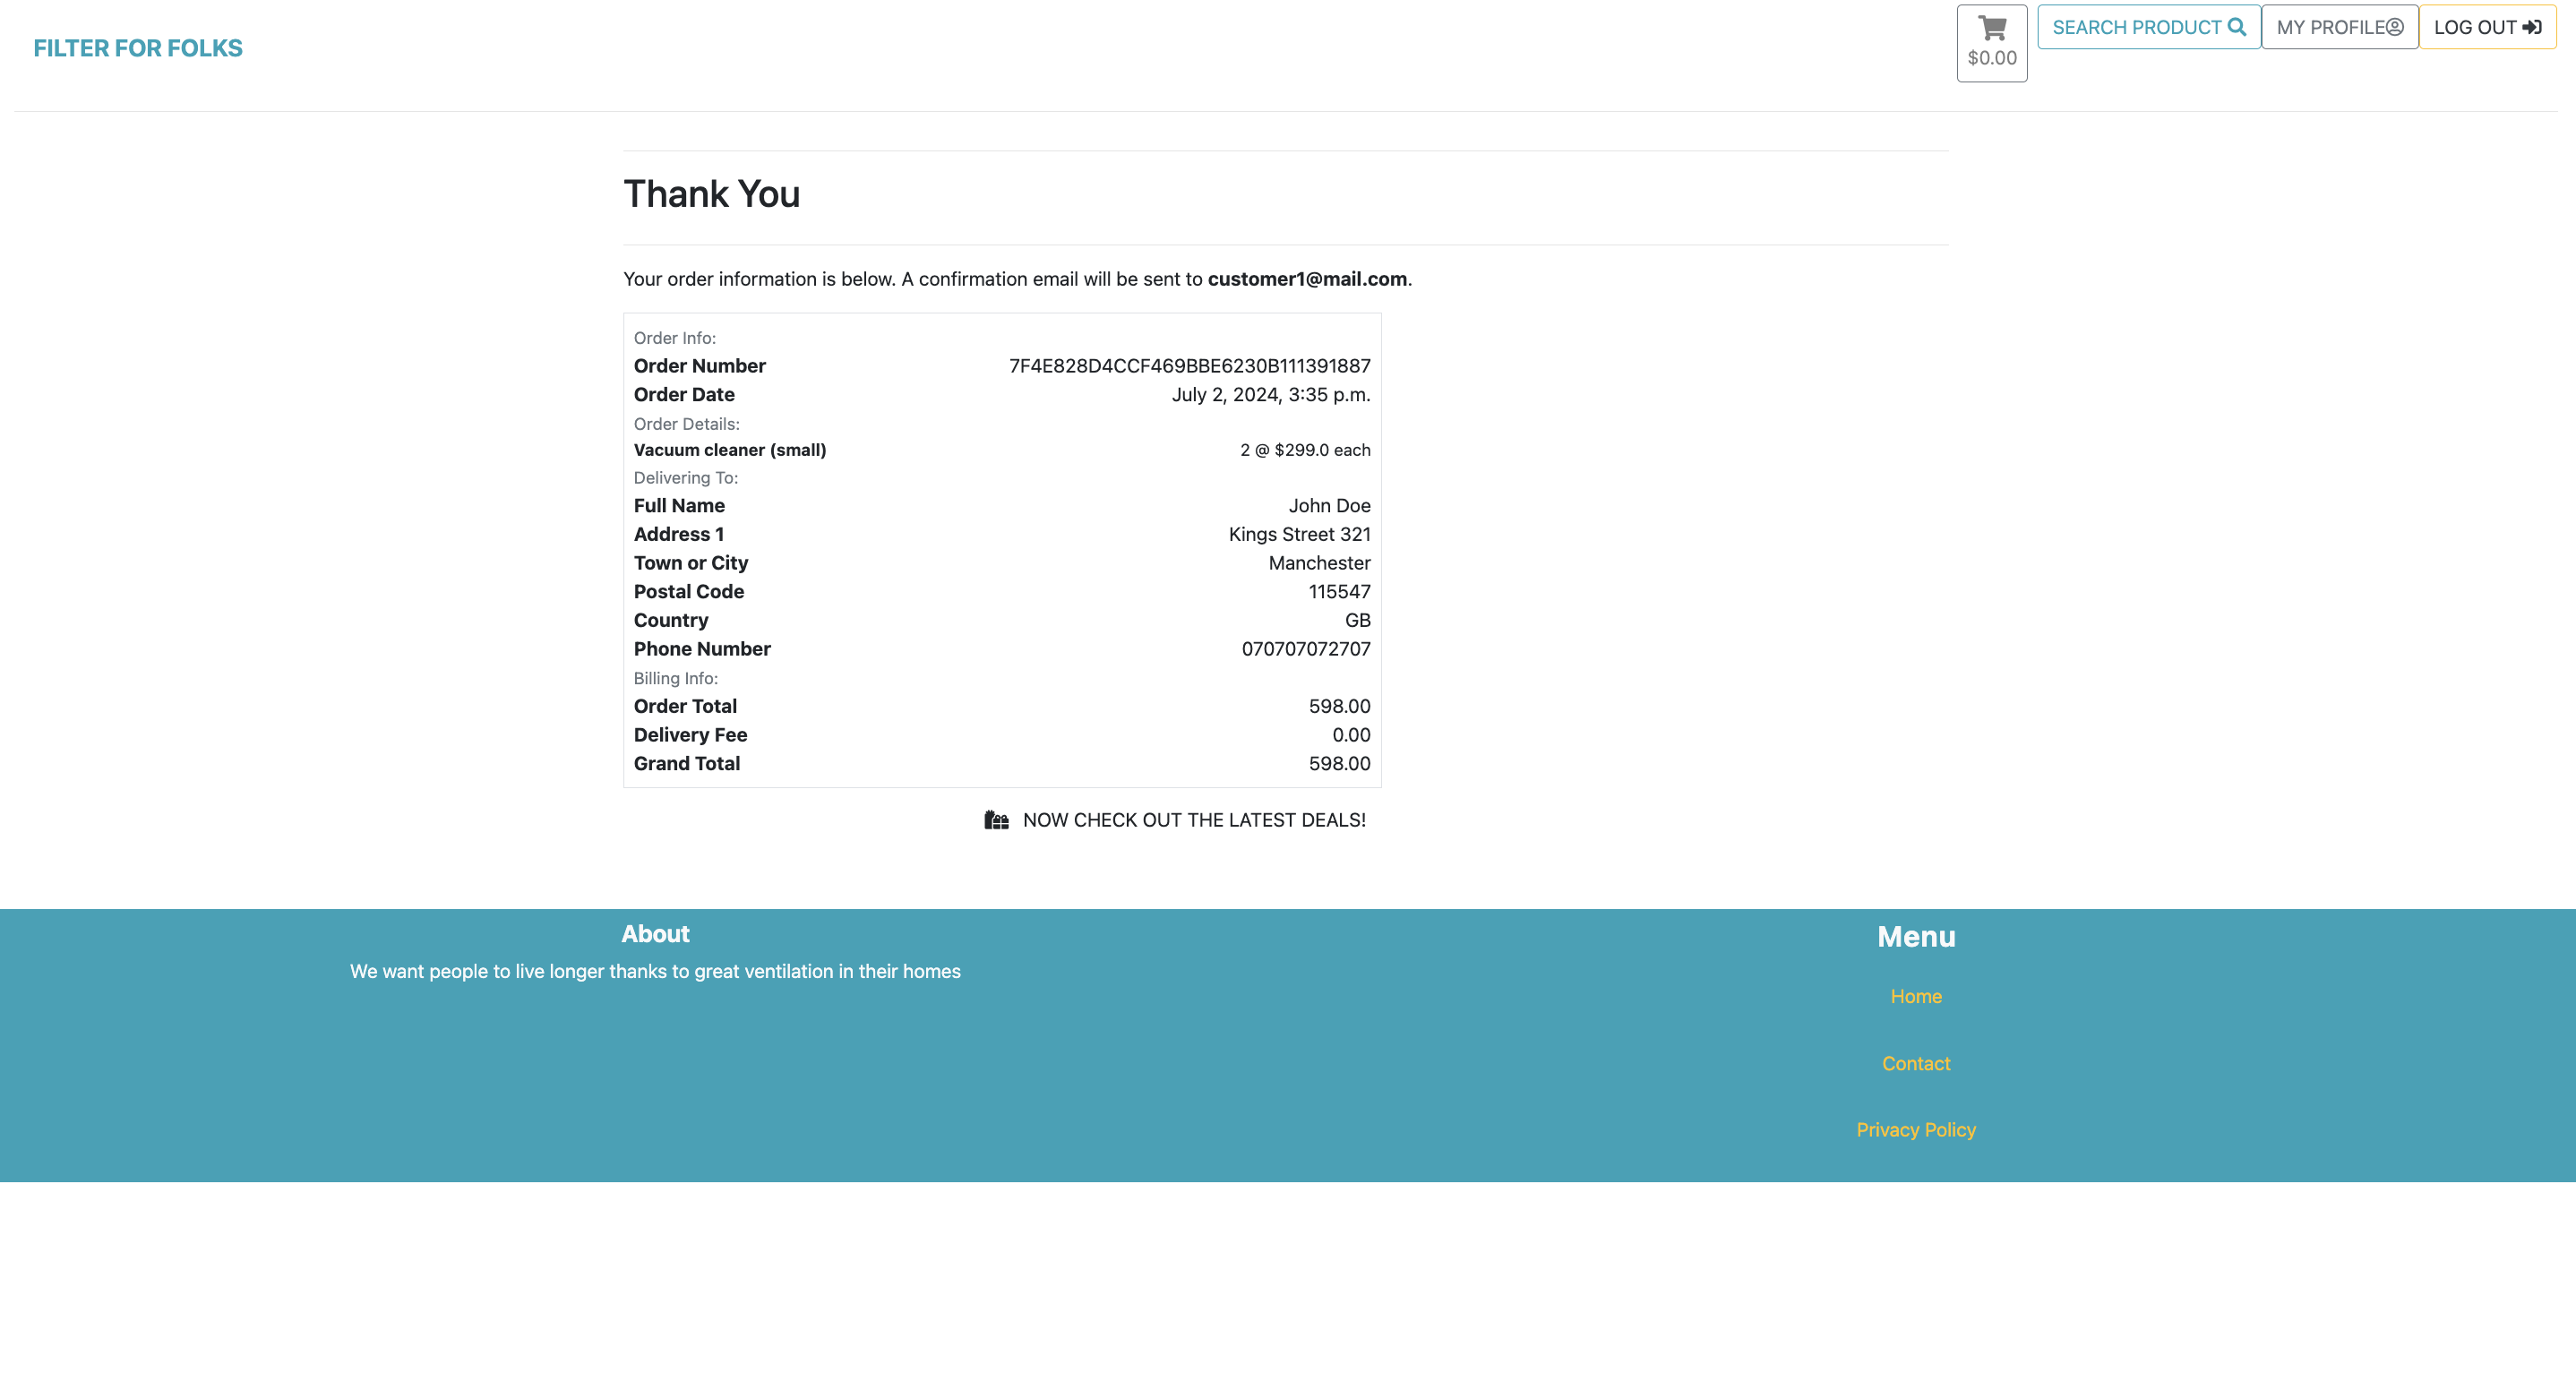 FILTER FOR FOLKS
$0.00
SEARCH PRODUCT
MY PROFILE
LOG OUT
Thank You
Your order information is below. A confirmation email will be sent to customer1@mail.com.
Order Info:
Order Number 7F4E828D4CCF469BBE6230B111391887
Order Date July 2, 2024, 3:35 p.m.
Order Details:
Vacuum cleaner (small) 2 @ $299.0 each
Delivering To:
Full Name John Doe
Address 1 Kings Street 321
Town or City Manchester
Postal Code 115547
Country GB
Phone Number 070707072707
Billing Info:
Order Total 598.00
Delivery Fee 0.00
Grand Total 598.00
NOW CHECK OUT THE LATEST DEALS!
About
We want people to live longer thanks to great ventilation in their homes
Menu
Home
Contact
Privacy Policy